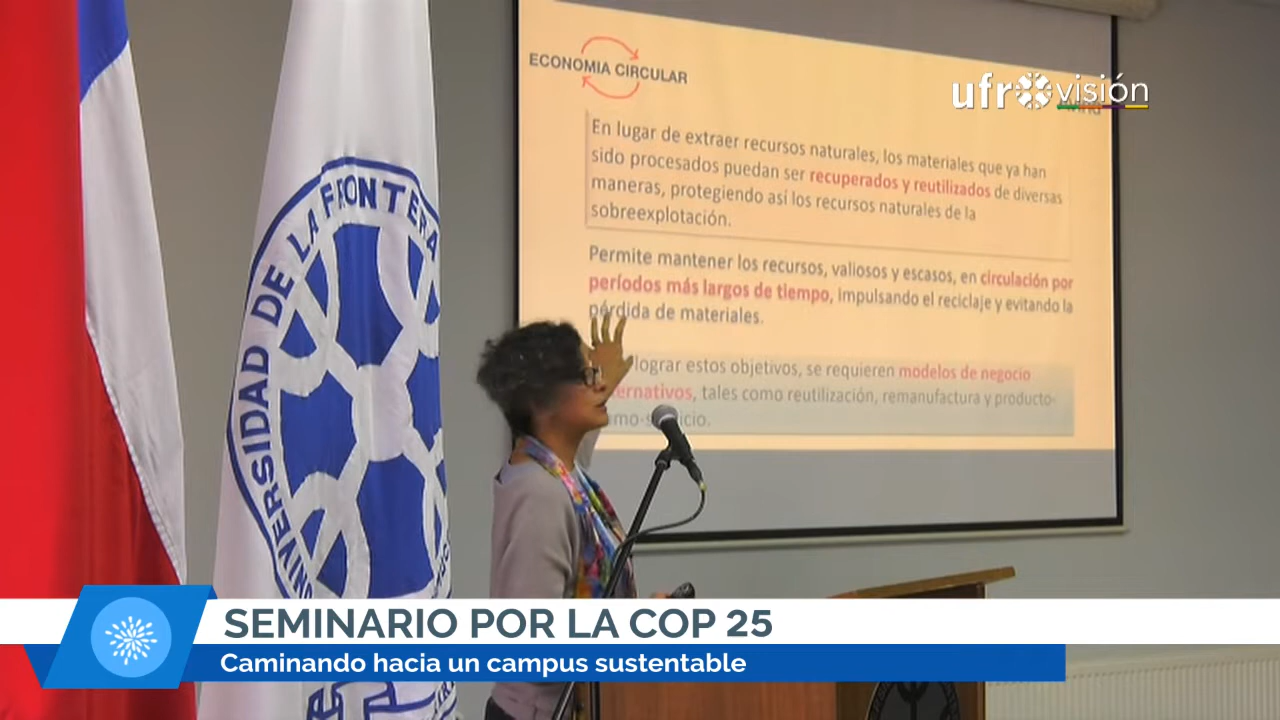 ECONOMIA CIRCULAR
ufro visión
En lugar de extraer recursos naturales, los materiales que ya han
sido procesados puedan ser recuperados y reutilizados de diversas
maneras, protegiendo así los recursos naturales de la
sobreexplotación.
Permite mantener los recursos, valiosos y escasos, en circulación por
períodos más largos de tiempo, impulsando el reciclaje y evitando la
pérdida de materiales.
lograr estos objetivos, se requieren modelos de negocio
ernativos, tales como reutilización, remanufactura y producto-
UNIVERSIDAD DE LA FRONTERA
SEMINARIO POR LA COP 25
Caminando hacia un campus sustentable